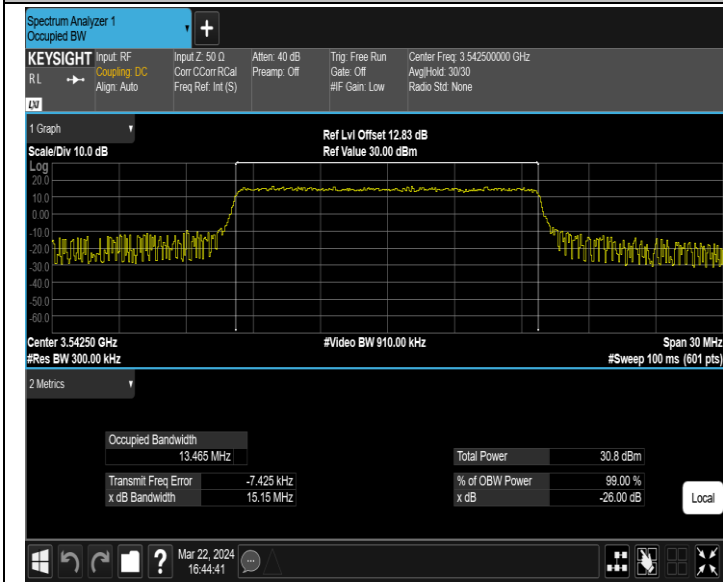 Spectrum Analyzer 1
Occupied BW
+
KEYSIGHT
RL
LXI
Input: RF
Coupling: DC
Align: Auto
Input Z: 50 Ω
Corr CCorr RCal
Freq Ref: Int (S)
Atten: 40 dB
Preamp: Off
Trig: Free Run
Gate: Off
#IF Gain: Low
Center Freq: 3.542500000 GHz
Avg|Hold: 30/30
Radio Std: None
1 Graph
Scale/Div 10.0 dB
Ref Lvl Offset 12.83 dB
Ref Value 30.00 dBm
Log
20.0
10.0
0.00
-10.0
-20.0
-30.0
-40.0
-50.0
-60.0
Center 3.54250 GHz
#Res BW 300.00 kHz
#Video BW 910.00 kHz
Span 30 MHz
#Sweep 100 ms (601 pts)
2 Metrics
Occupied Bandwidth
13.465 MHz
Total Power 30.8 dBm
Transmit Freq Error -7.425 kHz
% of OBW Power 99.00 %
x dB Bandwidth 15.15 MHz
x dB -26.00 dB
Local
?
Mar 22, 2024
16:44:41